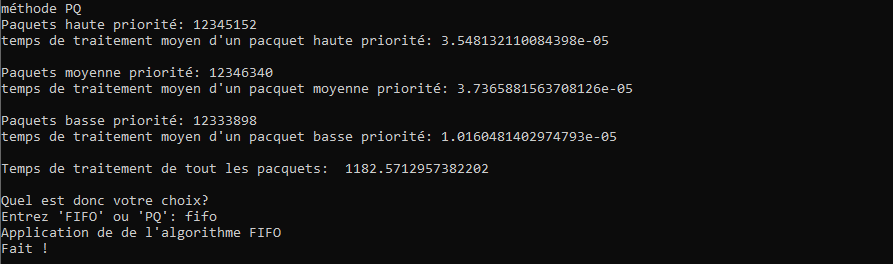 méthode PQ
Paquets haute priorité: 12345152
temps de traitement moyen d'un pacquet haute priorité: 3.548132110084398e-05
Paquets moyenne priorité: 12346340
temps de traitement moyen d'un pacquet moyenne priorité: 3.7365881563708126e-05
Paquets basse priorité: 12333898
temps de traitement moyen d'un pacquet basse priorité: 1.0160481402974793e-05
Temps de traitement de tout les pacquets:  1182.5712957382202
Quel est donc votre choix?
Entrez 'FIFO' ou 'PQ': fifo
Application de de l'algorithme FIFO
Fait !